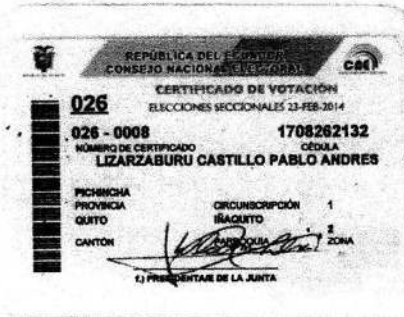 REPÚBLICA DEL ECUADOR
CONSEJO NACIONAL ELECTORAL
CNE
CERTIFICADO DE VOTACIÓN
026
ELECCIONES SECCIONALES 23-FEB-2014
026 - 0008 1708262132
NÚMERO DE CERTIFICADO CÉDULA
LIZARZABURU CASTILLO PABLO ANDRES
PICHINCHA
PROVINCIA CIRCUNSCRIPCIÓN 1
QUITO IÑAQUITO
CANTÓN PARROQUIA ZONA
f.) PRESIDENTA/E DE LA JUNTA